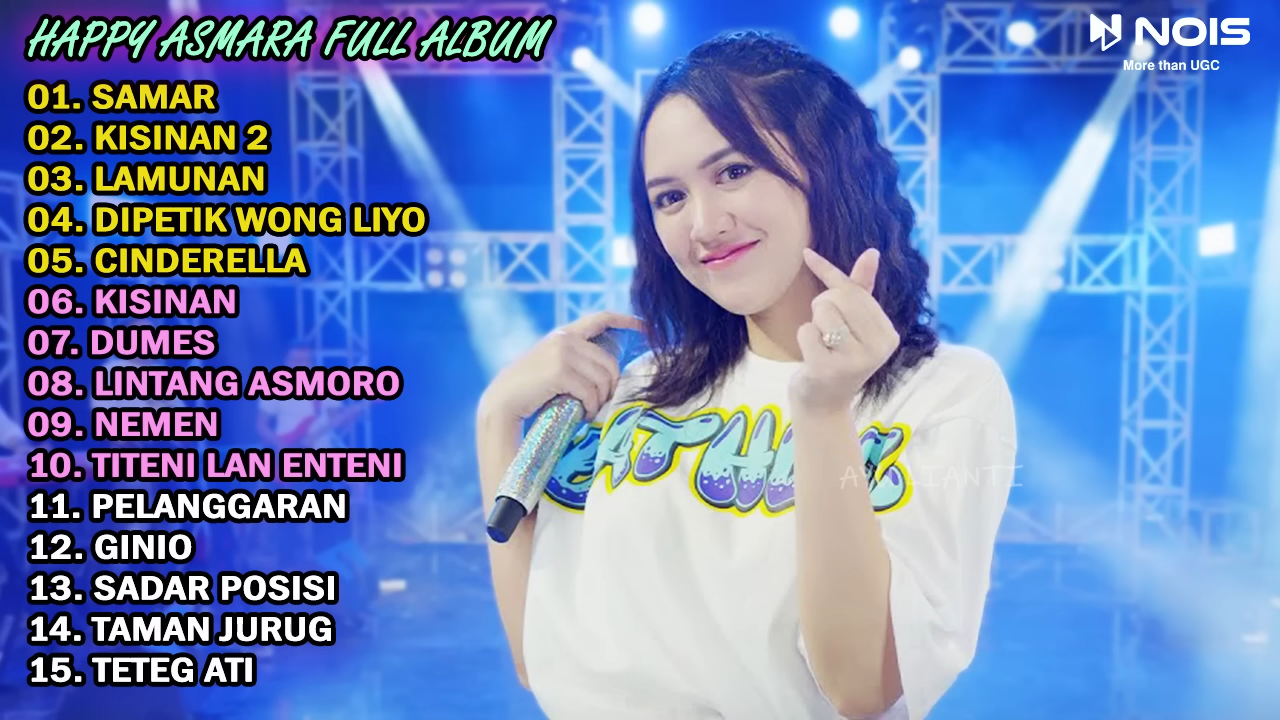 HAPPY ASMARA FULL ALBUM
01. SAMAR
02. KISINAN 2
03. LAMUNAN
04. DIPETIK WONG LIYO
05. CINDERELLA
06. KISINAN
07. DUMES
08. LINTANG ASMORO
09. NEMEN
10. TITENI LAN ENTENI
11. PELANGGARAN
12. GINIO
13. SADAR POSISI
14. TAMAN JURUG
15. TETEG ATI
NOIS
More than UGC